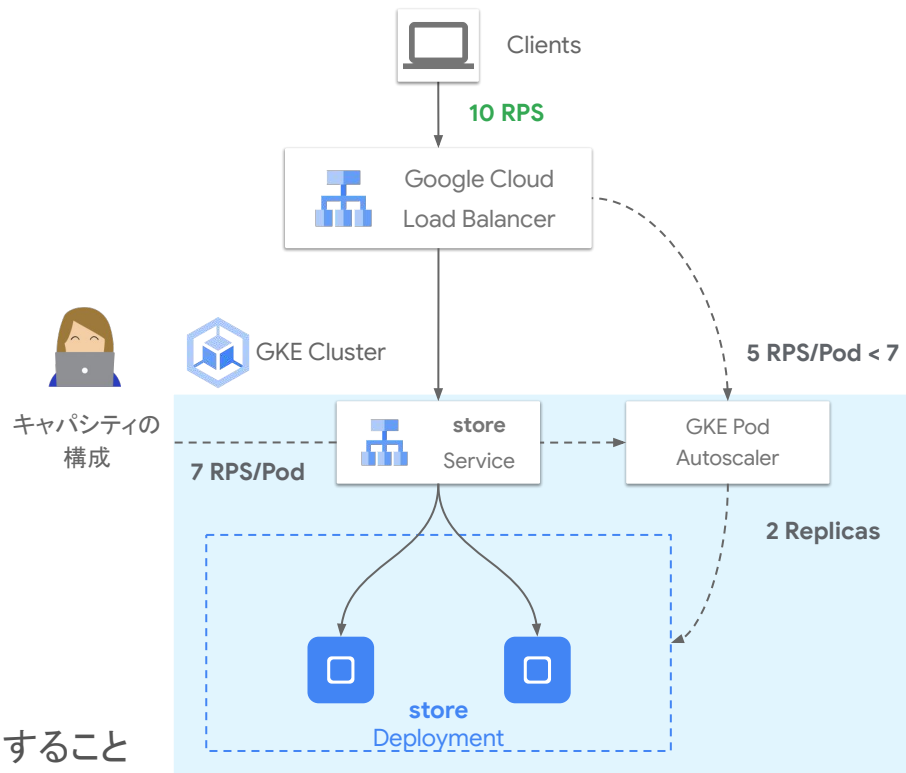 Clients
10 RPS
Google Cloud
Load Balancer
GKE Cluster
5 RPS/Pod < 7
キャパシティの
構成
7 RPS/Pod
store
Service
GKE Pod
Autoscaler
2 Replicas
store
Deployment
すること